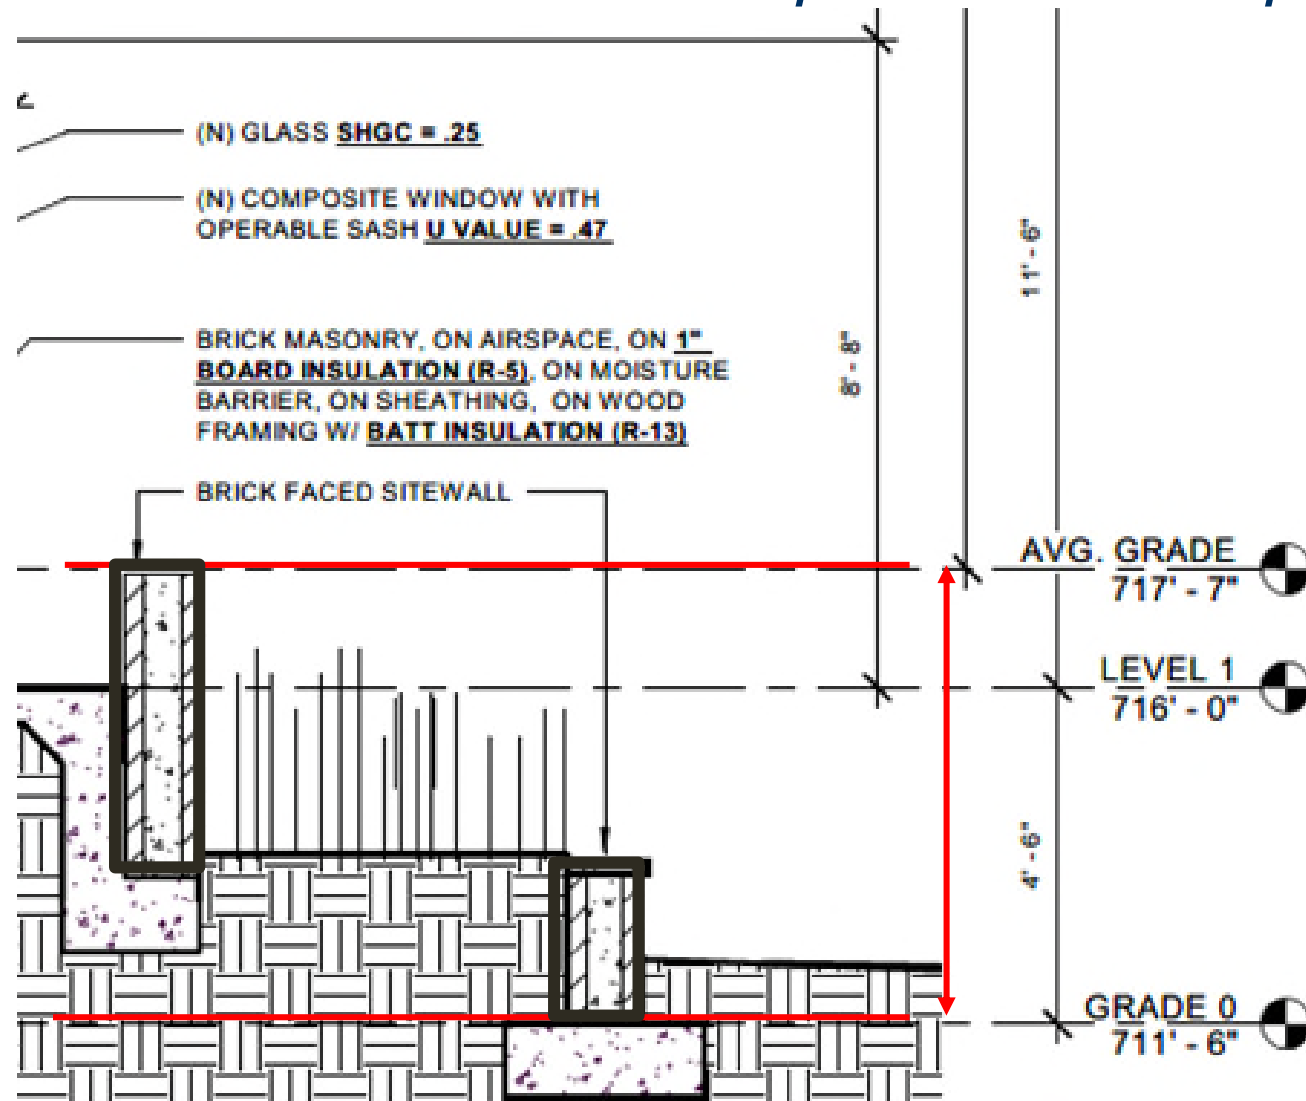 (N) GLASS SHGC = .25
(N) COMPOSITE WINDOW WITH
OPERABLE SASH U VALUE = .47
11' - 6"
BRICK MASONRY, ON AIRSPACE, ON 1"
BOARD INSULATION (R-5), ON MOISTURE
BARRIER, ON SHEATHING, ON WOOD
FRAMING W/ BATT INSULATION (R-13)
8' - 8"
BRICK FACED SITEWALL
AVG. GRADE
717' - 7"
LEVEL 1
716' - 0"
4' - 6"
GRADE 0
711' - 6"